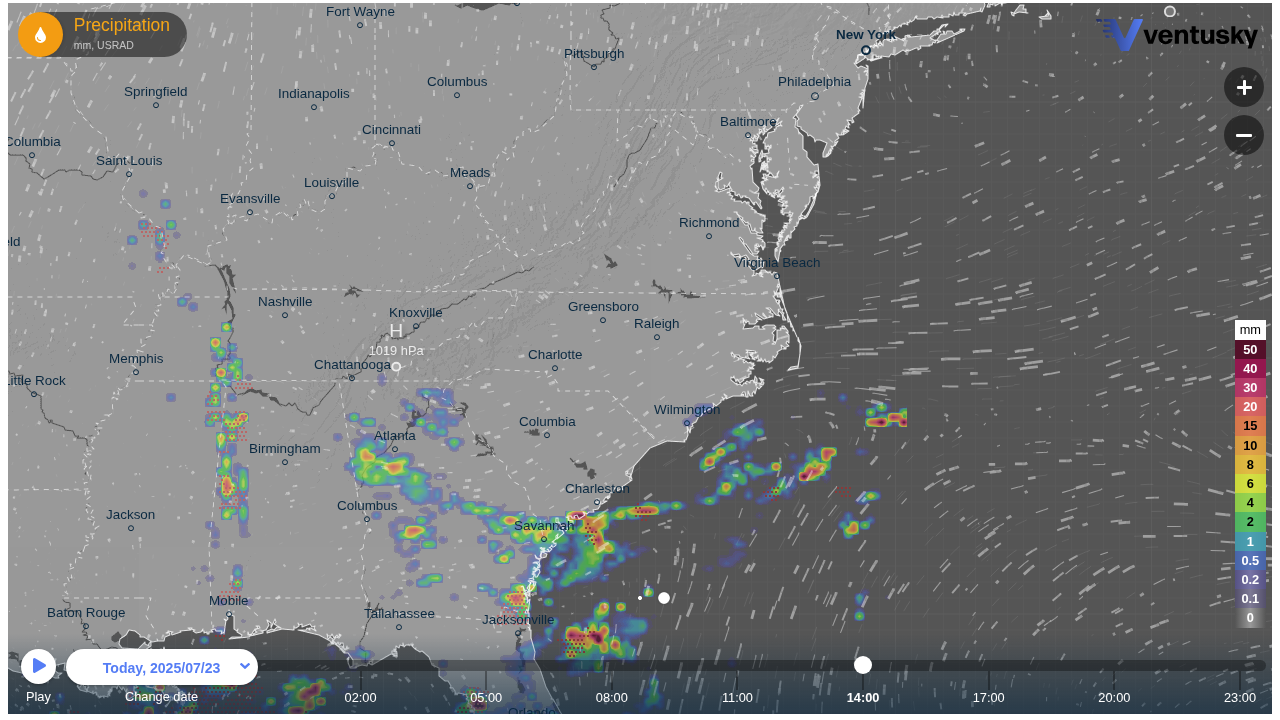 Precipitation
mm, USRAD
ventusky
Fort Wayne
New York
Pittsburgh
Columbus
Philadelphia
Springfield
Indianapolis
Baltimore
Cincinnati
Columbia
Saint Louis
Meads
Louisville
Evansville
Richmond
eld
Virginia Beach
Nashville
Greensboro
Knoxville
Raleigh
H
1019 hPa
Charlotte
Memphis
Chattanooga
Little Rock
Wilmington
Columbia
Atlanta
Birmingham
Charleston
Columbus
Jackson
Savannah
Mobile
Baton Rouge
Tallahassee
Jacksonville
Orlando
mm
50
40
30
20
15
10
8
6
4
2
1
0.5
0.2
0.1
0
Today, 2025/07/23
Play
Change date
02:00
05:00
08:00
11:00
14:00
17:00
20:00
23:00